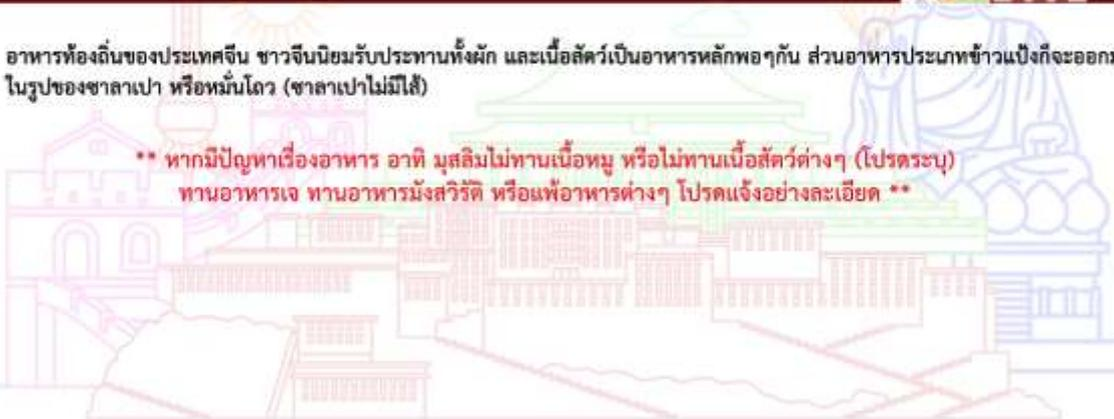 อาหารท้องถิ่นของประเทศจีน ชาวจีนนิยมรับประทานทั้งผัก และเนื้อสัตว์เป็นอาหารหลักพอๆกัน ส่วนอาหารประเภทข้าวแป้งก็จะออกม
ในรูปของซาลาเปา หรือหมั่นโถว (ซาลาเปาไม่มีไส้)
** หากมีปัญหาเรื่องอาหาร อาทิ มุสลิมไม่ทานเนื้อหมู หรือไม่ทานเนื้อสัตว์ต่างๆ (โปรดระบุ)
ทานอาหารเจ ทานอาหารมังสวิรัติ หรือแพ้อาหารต่างๆ โปรดแจ้งอย่างละเอียด **